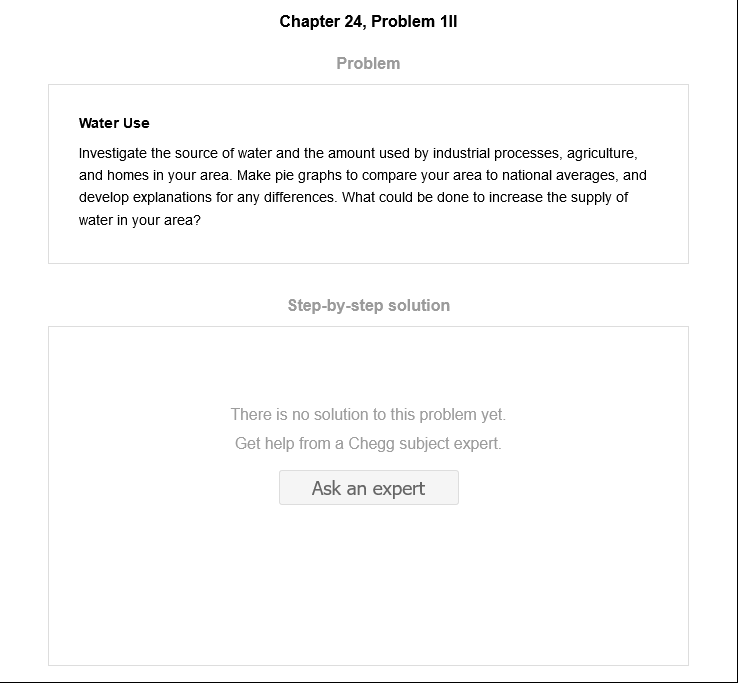 Chapter 24, Problem 1II
Problem
Water Use
Investigate the source of water and the amount used by industrial processes, agriculture,
and homes in your area. Make pie graphs to compare your area to national averages, and
develop explanations for any differences. What could be done to increase the supply of
water in your area?
Step-by-step solution
There is no solution to this problem yet.
Get help from a Chegg subject expert.
Ask an expert